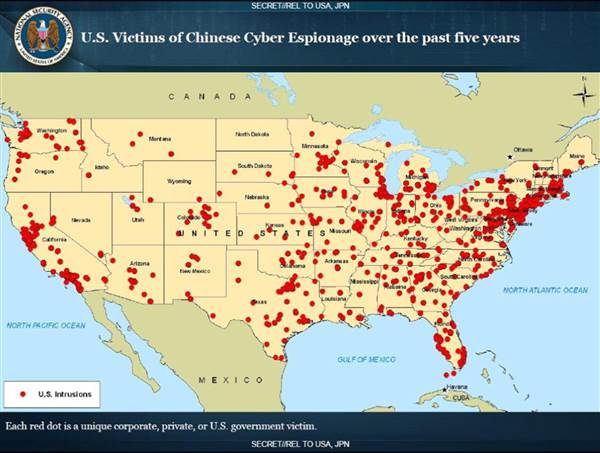 SECRET//REL TO USA, JPN
NATIONAL SECURITY AGENCY
UNITED STATES OF AMERICA
U.S. Victims of Chinese Cyber Espionage over the past five years
N
CANADA
Washington
Montana
North Dakota
Minnesota
Ottawa
Maine
Oregon
Idaho
South Dakota
Wisconsin
Michigan
Vermont
Wyoming
Nebraska
Pennsylvania
Nevada
Utah
Colorado
Kansas
Illinois
Indiana
Ohio
West Virginia
Washington
California
UNITED STATES
Missouri
Kentucky
Arizona
New Mexico
Oklahoma
Arkansas
Tennessee
North Carolina
South Carolina
Mississippi
Alabama
Georgia
Texas
Louisiana
NORTH ATLANTIC OCEAN
NORTH PACIFIC OCEAN
Florida
GULF OF MEXICO
MEXICO
Havana
CUBA
U.S. Intrusions
Each red dot is a unique corporate, private, or U.S. government victim.
SECRET//REL TO USA, JPN